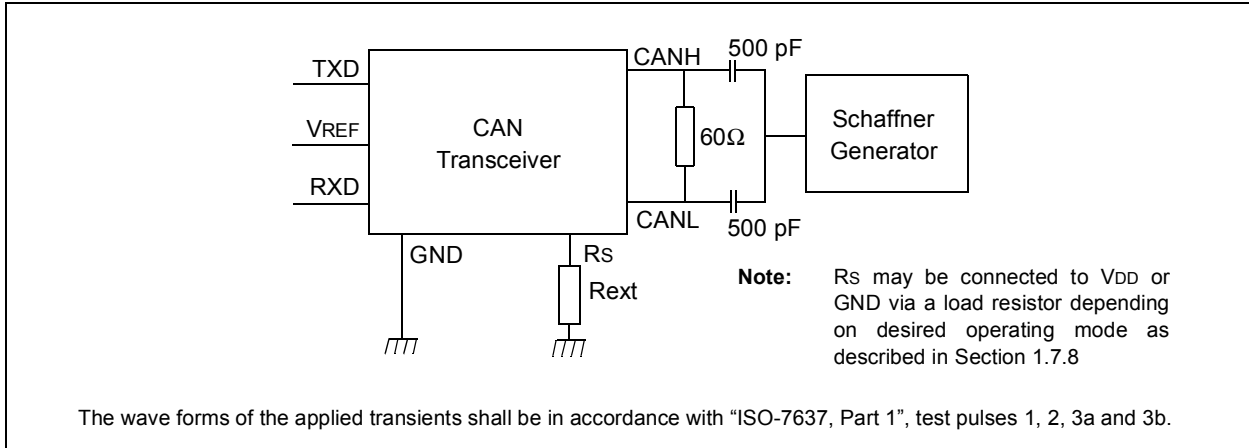 CANH
500 pF
TXD
VREF
RXD
CAN
Transceiver
60Ω
Schaffner
Generator
CANL
500 pF
GND
RS
Rext
Note: RS may be connected to VDD or
GND via a load resistor depending
on desired operating mode as
described in Section 1.7.8
The wave forms of the applied transients shall be in accordance with “ISO-7637, Part 1”, test pulses 1, 2, 3a and 3b.